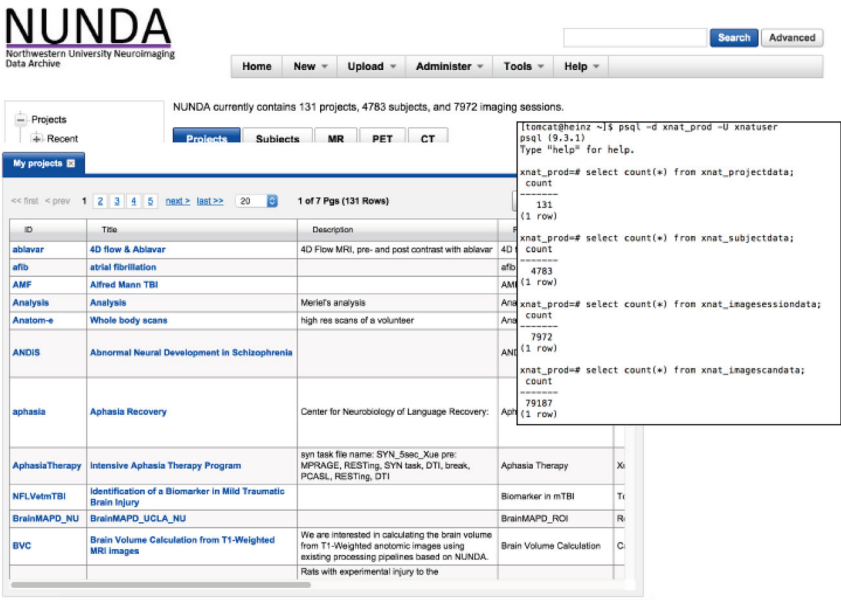 NUNDA
Northwestern University Neuroimaging
Data Archive
Search
Advanced
Home New Upload Administer Tools Help
Projects
Recent
NUNDA currently contains 131 projects, 4783 subjects, and 7972 imaging sessions.
Projects Subjects MR PET CT
My projects
<< first < prev 1 2 3 4 5 next > last >> 20 1 of 7 Pgs (131 Rows)
ID Title Description
ablavar 4D flow & Ablavar 4D Flow MRI, pre- and post contrast with ablavar
afib atrial fibrillation afib
AMF Alfred Mann TBI
Analysis Analysis Meriel's analysis
Anatom-e Whole body scans high res scans of a volunteer
ANDiS Abnormal Neural Development in Schizophrenia
aphasia Aphasia Recovery Center for Neurobiology of Language Recovery:
AphasiaTherapy Intensive Aphasia Therapy Program syn task file name: SYN_5sec_Xue pre:
MPRAGE, RESTing, SYN task, DTI, break,
PCASL, RESTing, DTI
Aphasia Therapy
NFLVetmTBI Identification of a Biomarker in Mild Traumatic
Brain Injury
Biomarker in mTBI
BrainMAPD_NU BrainMAPD_UCLA_NU BrainMAPD_ROI
BVC Brain Volume Calculation from T1-Weighted
MRI images
We are interested in calculating the brain volume
from T1-Weighted anotomic images using
existing processing pipelines based on NUNDA.
Brain Volume Calculation
Rats with experimental injury to the
[tomcat@heinz ~]$ psql -d xnat_prod -U xnatuser
psql (9.3.1)
Type "help" for help.
xnat_prod=# select count(*) from xnat_projectdata;
count
-------
131
(1 row)
xnat_prod=# select count(*) from xnat_subjectdata;
count
-------
4783
(1 row)
xnat_prod=# select count(*) from xnat_imagesessiondata;
count
-------
7972
(1 row)
xnat_prod=# select count(*) from xnat_imagescandata;
count
-------
79187
(1 row)